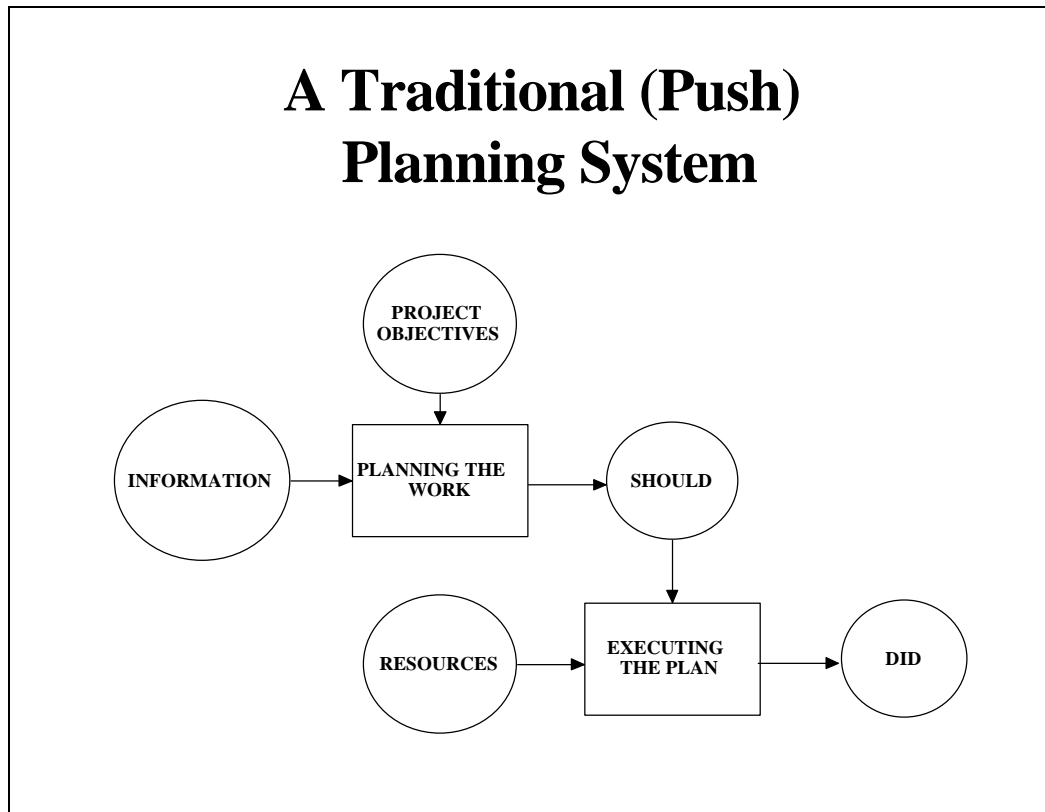 A Traditional (Push)
Planning System
PROJECT
OBJECTIVES
INFORMATION
PLANNING THE
WORK
SHOULD
RESOURCES
EXECUTING
THE PLAN
DID